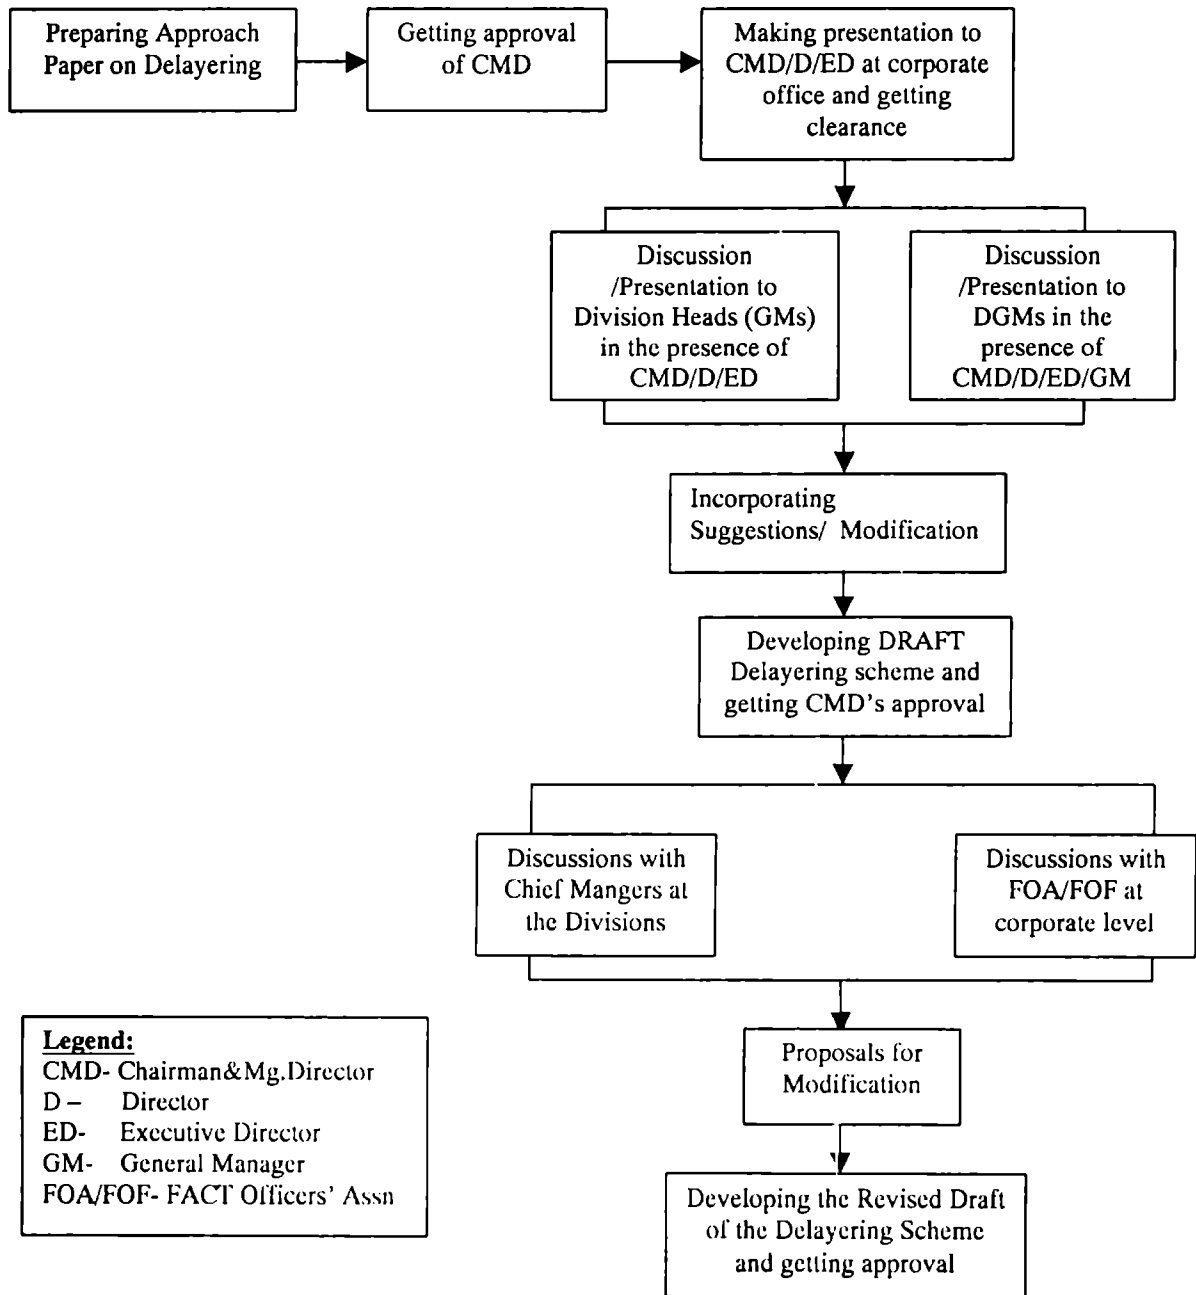 Preparing Approach
Paper on Delayering
Getting approval
of CMD
Making presentation to
CMD/D/ED at corporate
office and getting
clearance
Discussion
/Presentation to
Division Heads (GMs)
in the presence of
CMD/D/ED
Discussion
/Presentation to
DGMs in the
presence of
CMD/D/ED/GM
Incorporating
Suggestions/ Modification
Developing DRAFT
Delayering scheme and
getting CMD's approval
Discussions with
Chief Mangers at
the Divisions
Discussions with
FOA/FOF at
corporate level
Proposals for
Modification
Developing the Revised Draft
of the Delayering Scheme
and getting approval
Legend:
CMD- Chairman&Mg.Director
D – Director
ED- Executive Director
GM- General Manager
FOA/FOF- FACT Officers' Assn